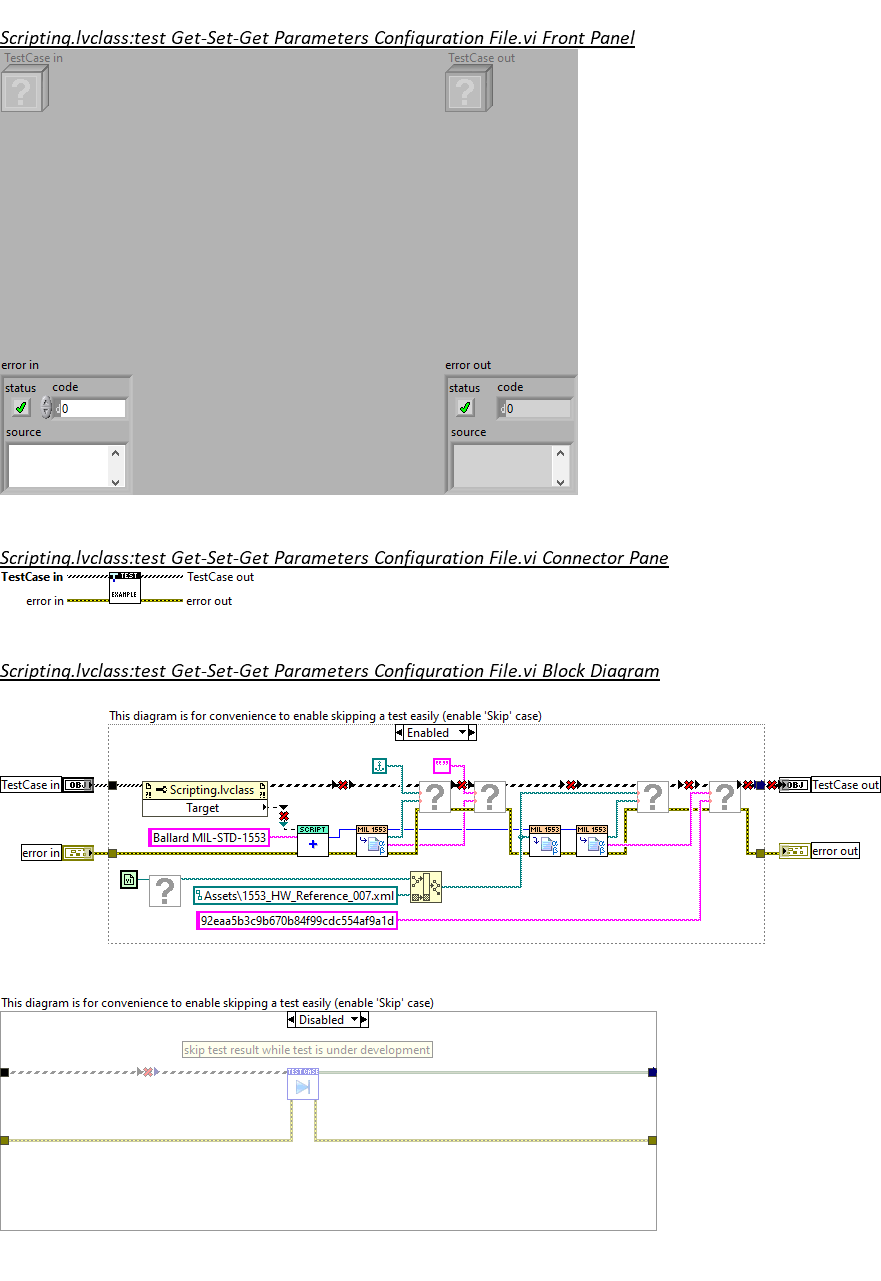 Scripting.lvclass:test Get-Set-Get Parameters Configuration File.vi Front Panel
TestCase in
TestCase out
?
?
error in
error out
status
code
status
code
d
0
d
0
source
source
Scripting.lvclass:test Get-Set-Get Parameters Configuration File.vi Connector Pane
TestCase in
TEST
TestCase out
error in
EXAMPLE
error out
Scripting.lvclass:test Get-Set-Get Parameters Configuration File.vi Block Diagram
This diagram is for convenience to enable skipping a test easily (enable 'Skip' case)
Enabled
TestCase in
OBJ
Scripting.lvclass
Target
?
?
?
?
OBJ
TestCase out
Ballard MIL-STD-1553
SCRIPT
+
MIL 1553
αβ
MIL 1553
αβ
MIL 1553
αβ
error in
error out
vi
?
Assets\1553_HW_Reference_007.xml
92eaa5b3c9b670b84f99cdc554af9a1d
This diagram is for convenience to enable skipping a test easily (enable 'Skip' case)
Disabled
skip test result while test is under development
TEST CASE